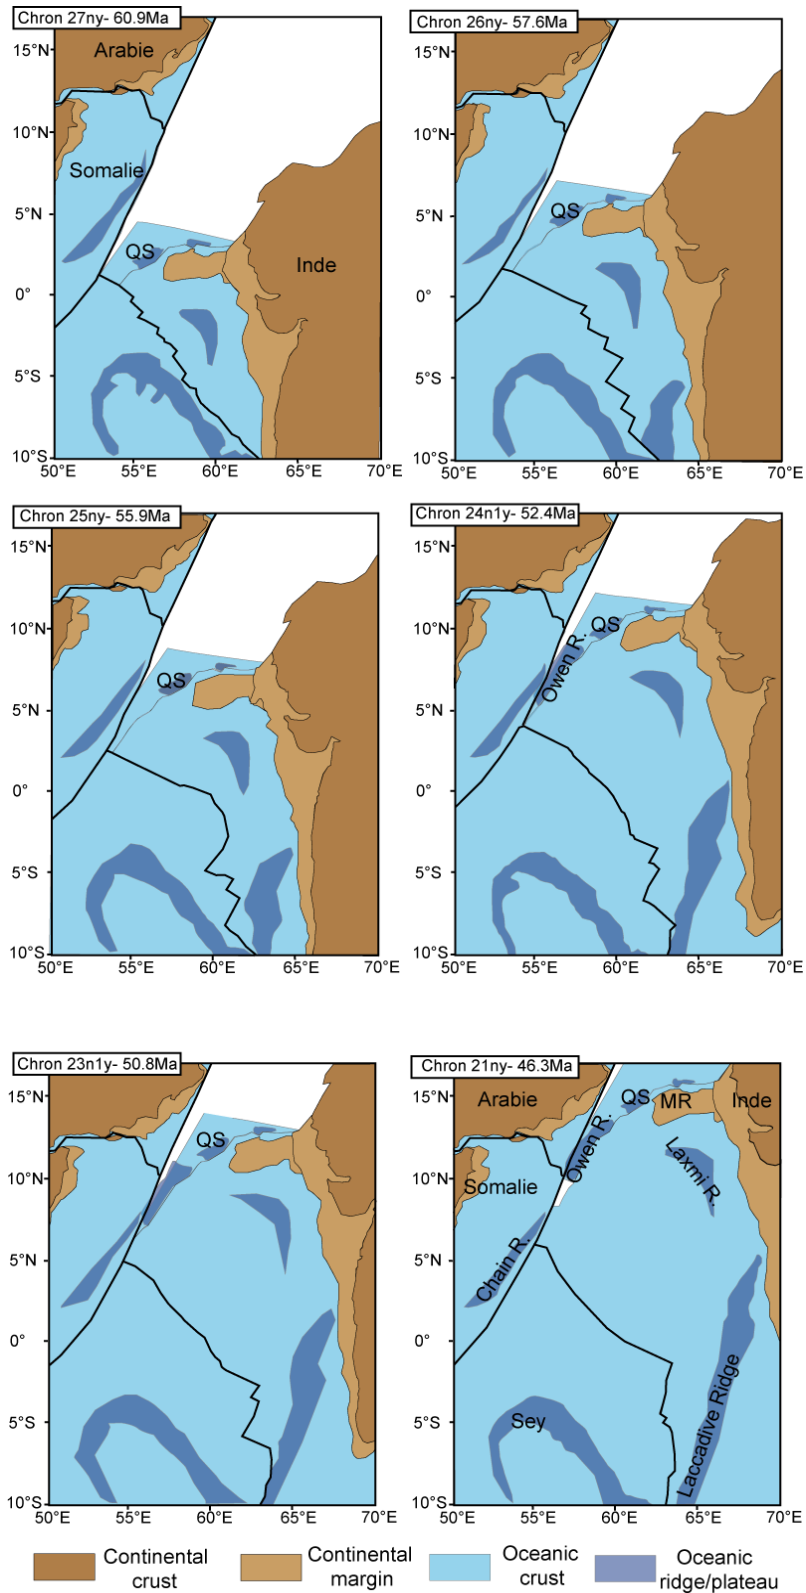 Chron 27ny- 60.9Ma
15°N
10°N
5°N
0°
5°S
10°S
50°E
55°E
60°E
65°E
70°E
Arabie
Somalie
QS
Inde
Chron 26ny- 57.6Ma
15°N
10°N
5°N
0°
5°S
10°S
50°E
55°E
60°E
65°E
70°E
QS
Chron 25ny- 55.9Ma
15°N
10°N
5°N
0°
5°S
10°S
50°E
55°E
60°E
65°E
70°E
QS
Chron 24n1y- 52.4Ma
15°N
10°N
5°N
0°
5°S
10°S
50°E
55°E
60°E
65°E
70°E
QS
Owen R.
Chron 23n1y- 50.8Ma
15°N
10°N
5°N
0°
5°S
10°S
50°E
55°E
60°E
65°E
70°E
QS
Chron 21ny- 46.3Ma
15°N
10°N
5°N
0°
5°S
10°S
50°E
55°E
60°E
65°E
70°E
Arabie
QS
MR
Inde
Owen R.
Laxmi R.
Somalie
Chain R.
Sey
Laccadive Ridge
Continental
crust
Continental
margin
Oceanic
crust
Oceanic
ridge/plateau